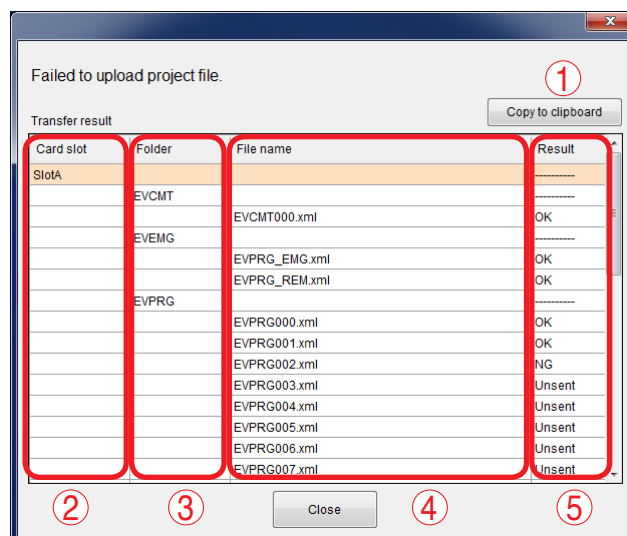 Failed to upload project file.
①
Copy to clipboard
Transfer result
Card slot Folder File name Result
SlotA ----------
EVCMT ----------
EVCMT000.xml OK
EVEMG ----------
EVPRG_EMG.xml OK
EVPRG_REM.xml OK
EVPRG ----------
EVPRG000.xml OK
EVPRG001.xml OK
EVPRG002.xml NG
EVPRG003.xml Unsent
EVPRG004.xml Unsent
EVPRG005.xml Unsent
EVPRG006.xml Unsent
EVPRG007.xml Unsent
② ③ Close ④ ⑤